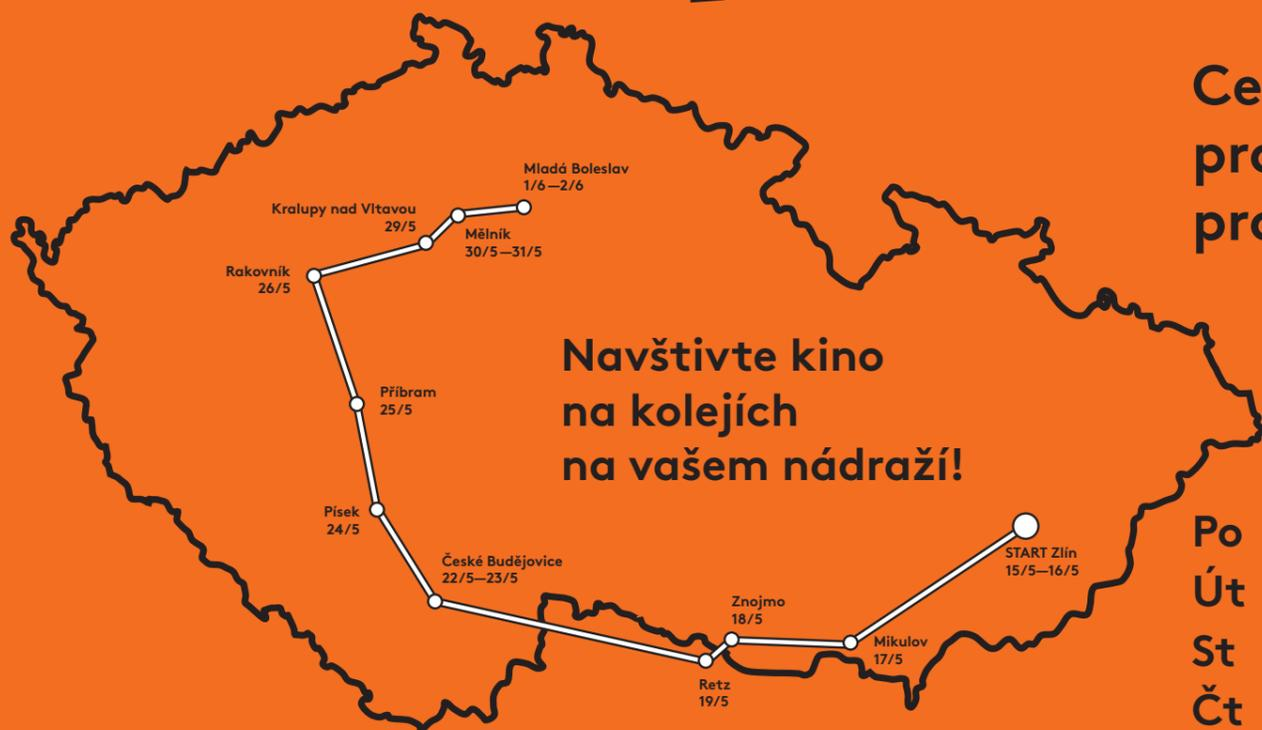 Mladá Boleslav
1/6—2/6
Kralupy nad Vltavou
29/5
Mělník
30/5—31/5
Rakovník
26/5
Navštivte kino
na kolejích
na vašem nádraží!
Příbram
25/5
Písek
24/5
České Budějovice
22/5—23/5
START Zlín
15/5—16/5
Znojmo
18/5
Mikulov
17/5
Retz
19/5
Po
Út
St
Čt